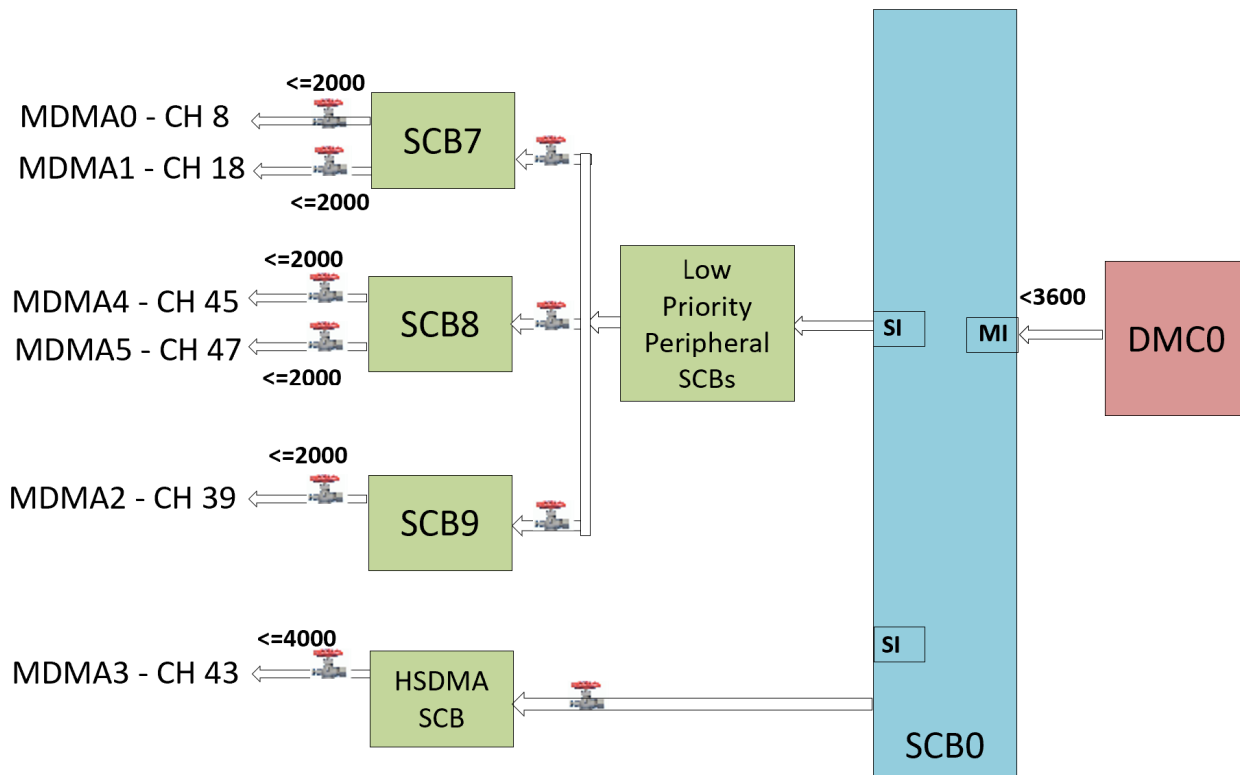 <=2000
MDMA0 - CH 8
SCB7
MDMA1 - CH 18
<=2000
<=2000
MDMA4 - CH 45
SCB8
MDMA5 - CH 47
<=2000
<=2000
MDMA2 - CH 39
SCB9
<=4000
MDMA3 - CH 43
HSDMA
SCB
Low
Priority
Peripheral
SCBs
SI
MI
<3600
DMC0
SI
SCB0